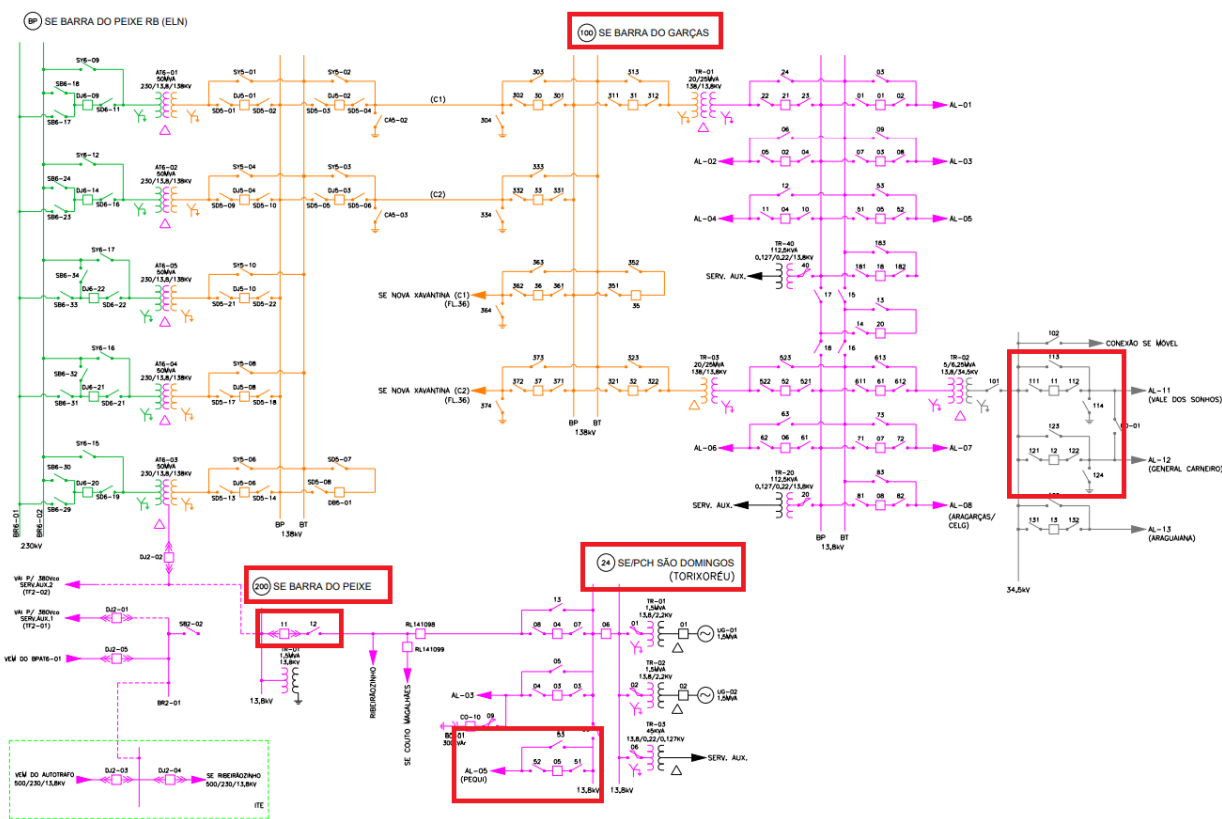 BP SE BARRA DO PEIXE RB (ELN)
100 SE BARRA DO GARÇAS
SY6-09
SB6-18
DJ6-09
SD6-11
SB6-17
AT6-01
50MVA
230/13,8/138KV
SY5-01
DJ5-01
SD5-01
SD5-02
SY5-02
DJ5-02
SD5-03
SD5-04
CA5-02
(C1)
303
302
30
301
304
313
311
31
312
TR-01
20/25MVA
138/13,8KV
24
22
21
23
03
01
01
02
AL-01
06
05
02
04
AL-02
09
07
03
08
AL-03
SY6-12
SB6-24
DJ6-14
SD6-16
SB6-23
AT6-02
50MVA
230/13,8/138KV
SY5-04
DJ5-04
SD5-09
SD5-10
SY5-03
DJ5-03
SD5-05
SD5-06
CA5-03
(C2)
333
332
33
331
334
12
11
04
10
AL-04
53
51
05
52
AL-05
SY6-17
SB6-34
DJ6-22
SB6-33
SD6-22
AT6-05
50MVA
230/13,8/138KV
SY5-10
DJ5-10
SD5-21
SD5-22
SE NOVA XAVANTINA (C1)
(FL.36)
363
362
36
361
364
352
351
35
TR-40
112,5KVA
0,127/0,22/13,8KV
SERV. AUX.
40
183
181
18
182
17
15
13
14
20
18
16
SY6-16
SB6-32
DJ6-21
SB6-31
SD6-21
AT6-04
50MVA
230/13,8/138KV
SY5-08
DJ5-08
SD5-17
SD5-18
SE NOVA XAVANTINA (C2)
(FL.36)
373
372
37
371
374
323
321
32
322
TR-03
20/25MVA
138/13,8KV
523
522
52
521
613
611
61
612
TR-02
5/6,25MVA
13,8/34,5KV
101
102
CONEXÃO SE MÓVEL
113
111
11
112
114
AL-11
(VALE DOS SONHOS)
123
121
12
122
124
AL-12
(GENERAL CARNEIRO)
131
13
132
AL-13
(ARAGUAIANA)
34,5kV
BP
BT
138kV
63
62
06
61
AL-06
73
71
07
72
AL-07
TR-20
112,5KVA
0,127/0,22/13,8KV
SERV. AUX.
20
83
81
08
82
AL-08
(ARAGARÇAS/
CELG)
BP
BT
13,8kV
SY6-15
SB6-30
DJ6-20
SD6-19
SB6-29
AT6-03
50MVA
230/13,8/138KV
SY5-06
DJ5-06
SD5-13
SD5-14
SD5-07
SD5-08
DB5-01
BR6-01
BR6-02
230kV
BP
BT
138kV
DJ2-02
VAI P/ 380Vca
SERV.AUX.2
(TF2-02)
VAI P/ 380Vca
SERV.AUX.1
(TF2-01)
DJ2-01
SB2-02
VEM DO BPAT6-01
DJ2-05
BR2-01
200 SE BARRA DO PEIXE
11
12
TR-01
1,5MVA
13,8KV
13,8kV
RL141098
RL141099
RIBEIRÃOZINHO
SE COUTO MAGALHÃES
24 SE/PCH SÃO DOMINGOS
(TORIXORÉU)
13
08
04
07
06
TR-01
1,5MVA
13,8/2,2KV
01
01
UG-01
1,5MVA
05
04
03
03
AL-03
TR-02
1,5MVA
13,8/2,2KV
02
02
UG-02
1,5MVA
CO-10
09
53
52
05
51
AL-05
(PEQUI)
TR-03
45KVA
13,8/0,22/0,127KV
06
SERV. AUX.
13,8kV
13,8kV
VEM DO AUTOTRAFO
500/230/13,8KV
DJ2-03
DJ2-04
SE RIBEIRÃOZINHO
500/230/13,8KV
ITE